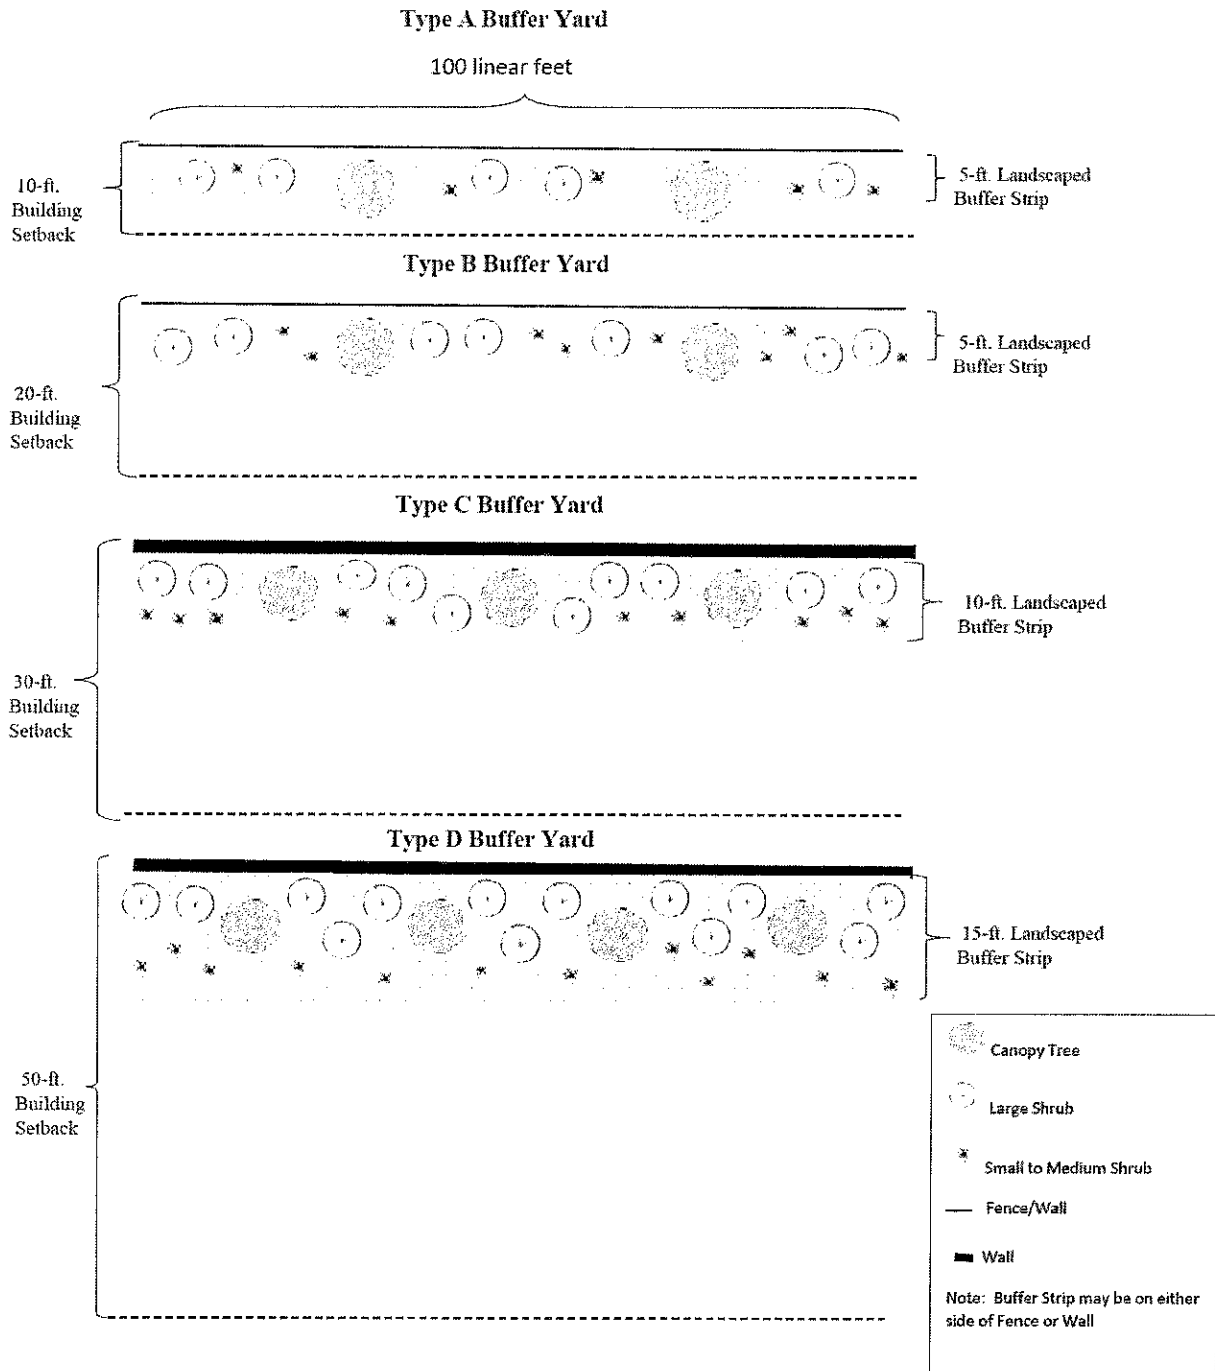 Type A Buffer Yard
100 linear feet
10-ft.
Building
Setback
5-ft. Landscaped
Buffer Strip
Type B Buffer Yard
20-ft.
Building
Setback
5-ft. Landscaped
Buffer Strip
Type C Buffer Yard
30-ft.
Building
Setback
10-ft. Landscaped
Buffer Strip
Type D Buffer Yard
50-ft.
Building
Setback
15-ft. Landscaped
Buffer Strip
Canopy Tree
Large Shrub
Small to Medium Shrub
Fence/Wall
Wall
Note: Buffer Strip may be on either
side of Fence or Wall